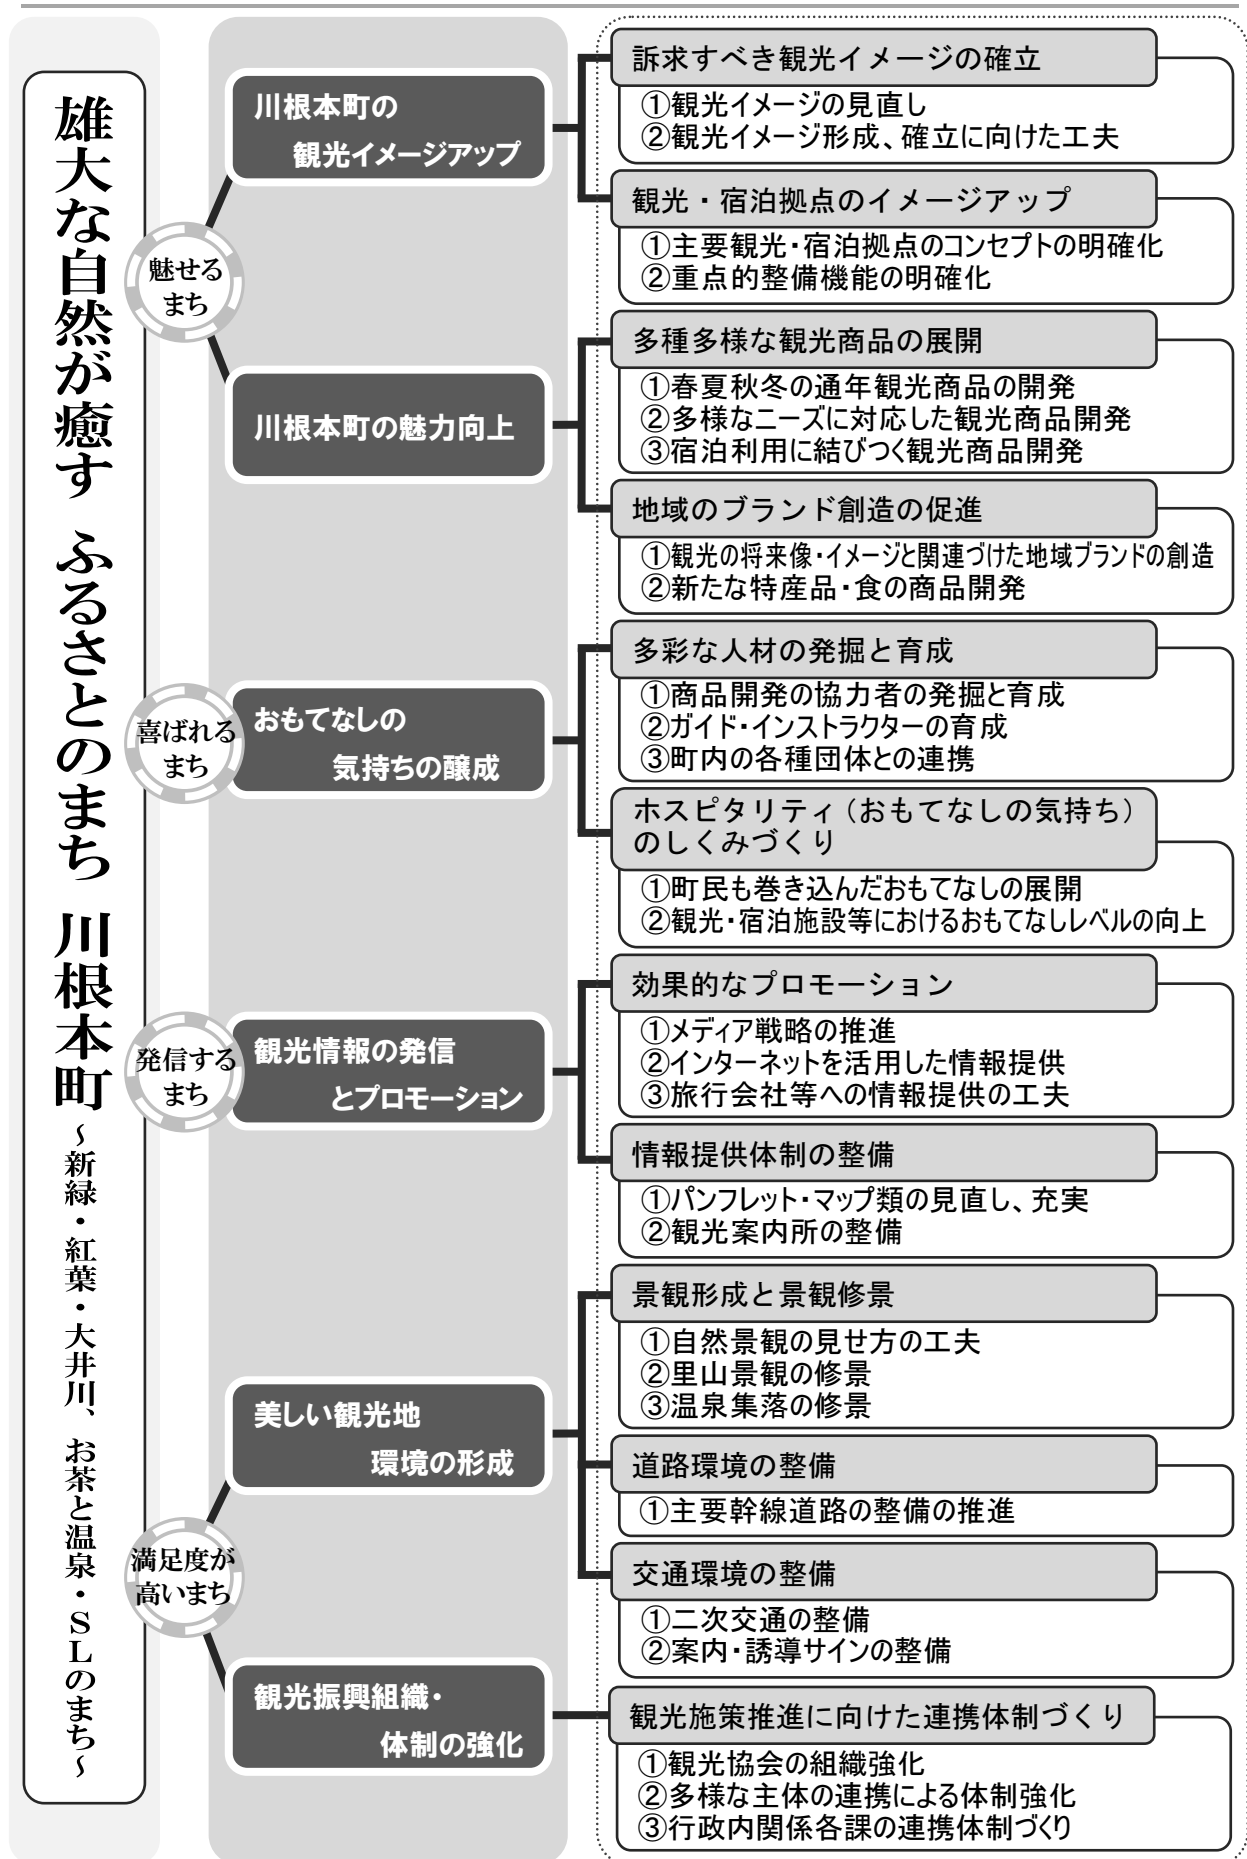 雄大な自然が癒す ふるさとのまち 川根本町 ~新緑・紅葉・大井川、お茶と温泉・SLのまち~
魅せる
まち
川根本町の
観光イメージアップ
訴求すべき観光イメージの確立
①観光イメージの見直し
②観光イメージ形成、確立に向けた工夫
観光・宿泊拠点のイメージアップ
①主要観光・宿泊拠点のコンセプトの明確化
②重点的整備機能の明確化
川根本町の魅力向上
多種多様な観光商品の展開
①春夏秋冬の通年観光商品の開発
②多様なニーズに対応した観光商品開発
③宿泊利用に結びつく観光商品開発
地域のブランド創造の促進
①観光の将来像・イメージと関連づけた地域ブランドの創造
②新たな特産品・食の商品開発
喜ばれる
まち
おもてなしの
気持ちの醸成
多彩な人材の発掘と育成
①商品開発の協力者の発掘と育成
②ガイド・インストラクターの育成
③町内の各種団体との連携
ホスピタリティ(おもてなしの気持ち)
のしくみづくり
①町民も巻き込んだおもてなしの展開
②観光・宿泊施設等におけるおもてなしレベルの向上
発信する
まち
観光情報の発信
とプロモーション
効果的なプロモーション
①メディア戦略の推進
②インターネットを活用した情報提供
③旅行会社等への情報提供の工夫
情報提供体制の整備
①パンフレット・マップ類の見直し、充実
②観光案内所の整備
満足度が
高いまち
美しい観光地
環境の形成
景観形成と景観修景
①自然景観の見せ方の工夫
②里山景観の修景
③温泉集落の修景
道路環境の整備
①主要幹線道路の整備の推進
交通環境の整備
①二次交通の整備
②案内・誘導サインの整備
観光振興組織・
体制の強化
観光施策推進に向けた連携体制づくり
①観光協会の組織強化
②多様な主体の連携による体制強化
③行政内関係各課の連携体制づくり